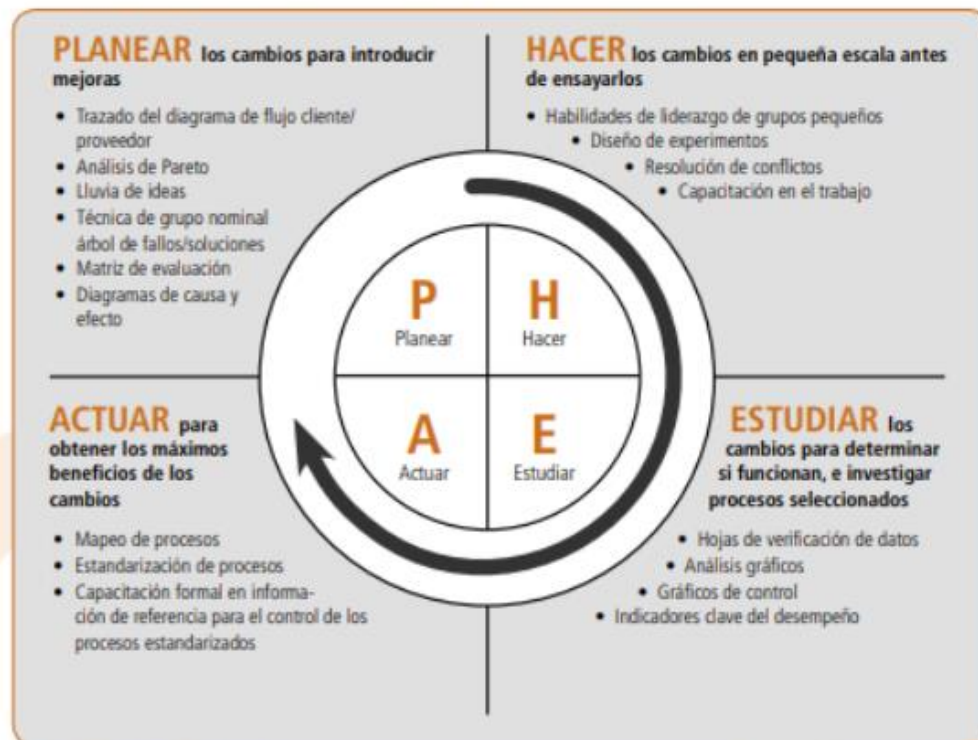 PLANEAR los cambios para introducir
mejoras
• Trazado del diagrama de flujo cliente/
proveedor
• Análisis de Pareto
• Lluvia de ideas
• Técnica de grupo nominal
árbol de fallos/soluciones
• Matriz de evaluación
• Diagramas de causa y
efecto
HACER los cambios en pequeña escala antes
de ensayarlos
• Habilidades de liderazgo de grupos pequeños
• Diseño de experimentos
• Resolución de conflictos
• Capacitación en el trabajo
P
Planear
H
Hacer
A
Actuar
E
Estudiar
ACTUAR para
obtener los máximos
beneficios de los
cambios
• Mapeo de procesos
• Estandarización de procesos
• Capacitación formal en informa-
ción de referencia para el control de los
procesos estandarizados
ESTUDIAR los
cambios para determinar
si funcionan, e investigar
procesos seleccionados
• Hojas de verificación de datos
• Análisis gráficos
• Gráficos de control
• Indicadores clave del desempeño